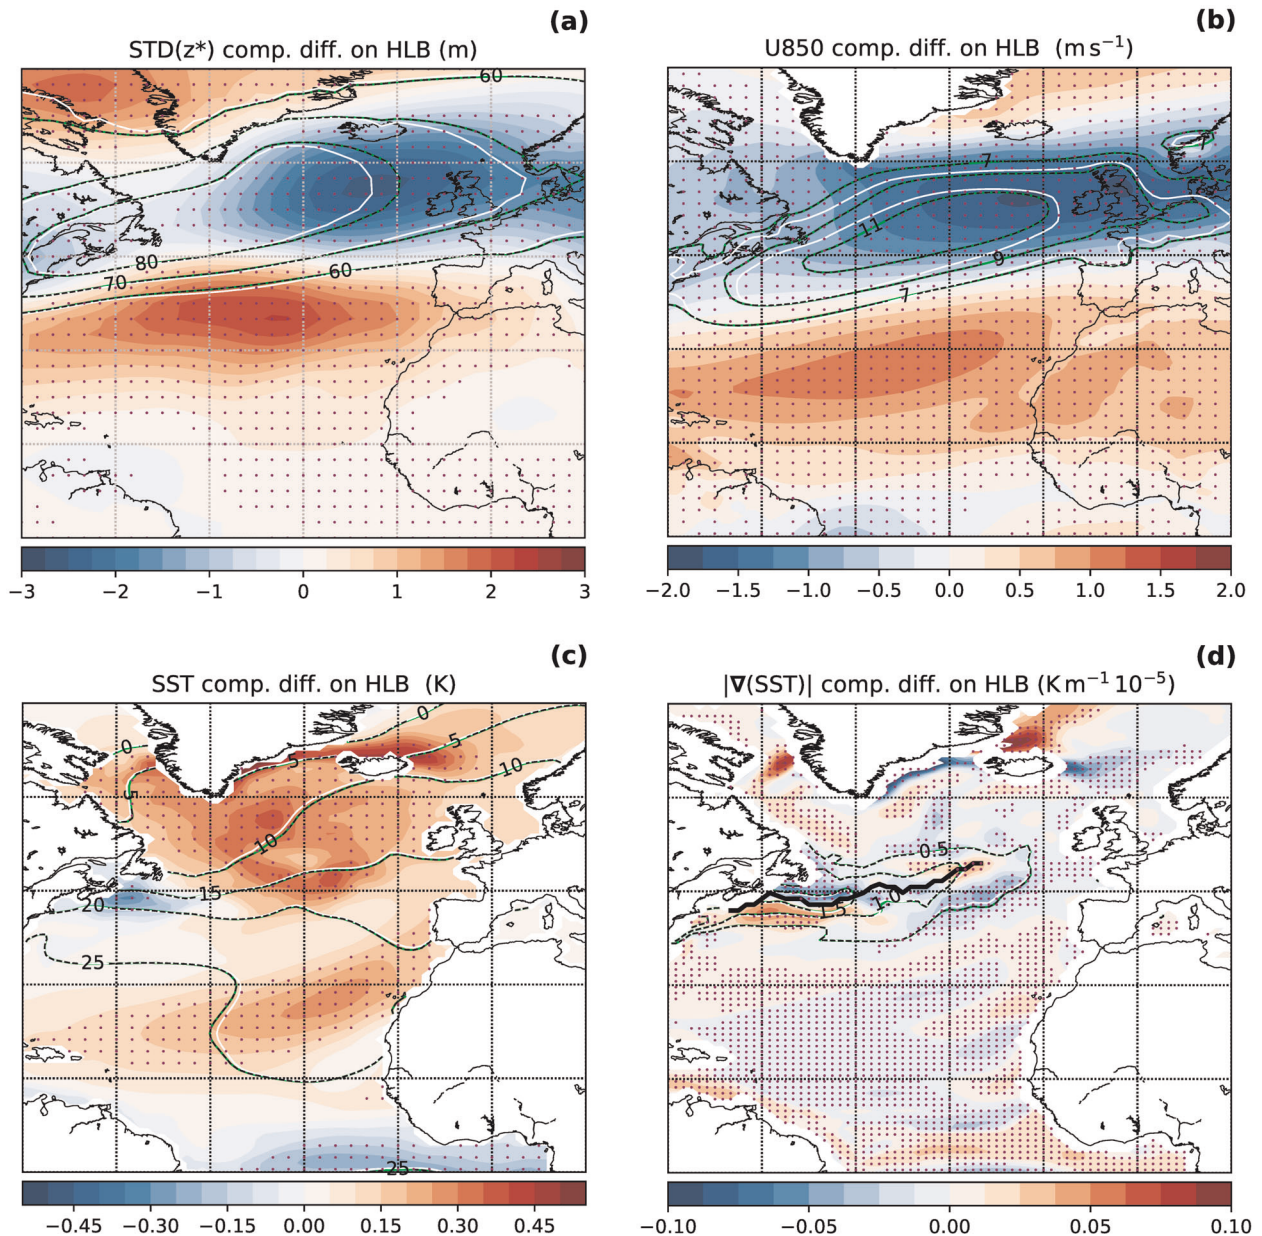 (a)
STD(z*) comp. diff. on HLB (m)
60
80
70
60
−3 −2 −1 0 1 2 3
(b)
U850 comp. diff. on HLB (m s−1)
7
7
11
9
7
−2.0 −1.5 −1.0 −0.5 0.0 0.5 1.0 1.5 2.0
(c)
SST comp. diff. on HLB (K)
0
0
5
5
10
5
10
15
20
25
25
−0.45 −0.30 −0.15 0.00 0.15 0.30 0.45
(d)
|∇(SST)| comp. diff. on HLB (K m−1 10−5)
0.5
1.0
1.5
−0.10 −0.05 0.00 0.05 0.10